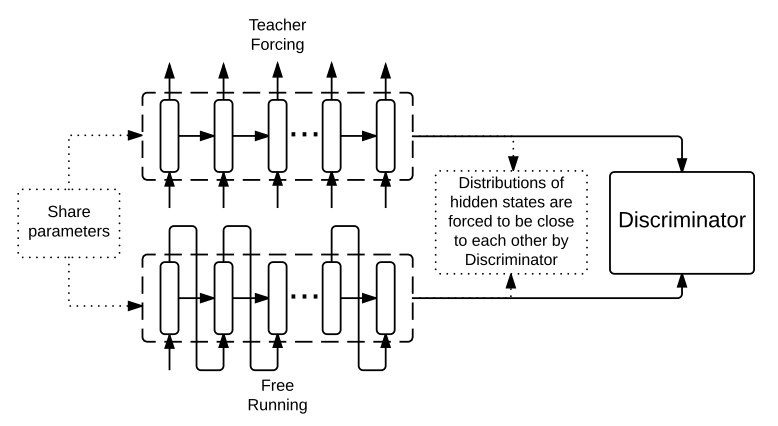 Teacher
Forcing
Share
parameters
Distributions of
hidden states are
forced to be close
to each other by
Discriminator
Discriminator
Free
Running